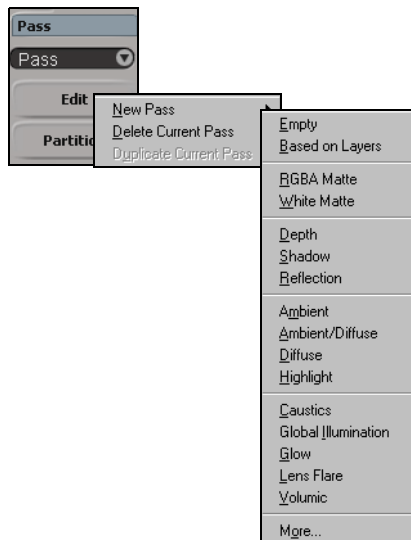 Pass
Pass
Edit
Partitic
New Pass
Delete Current Pass
Duplicate Current Pass
Empty
Based on Layers
RGBA Matte
White Matte
Depth
Shadow
Reflection
Ambient
Ambient/Diffuse
Diffuse
Highlight
Caustics
Global Illumination
Glow
Lens Flare
Volumic
More...